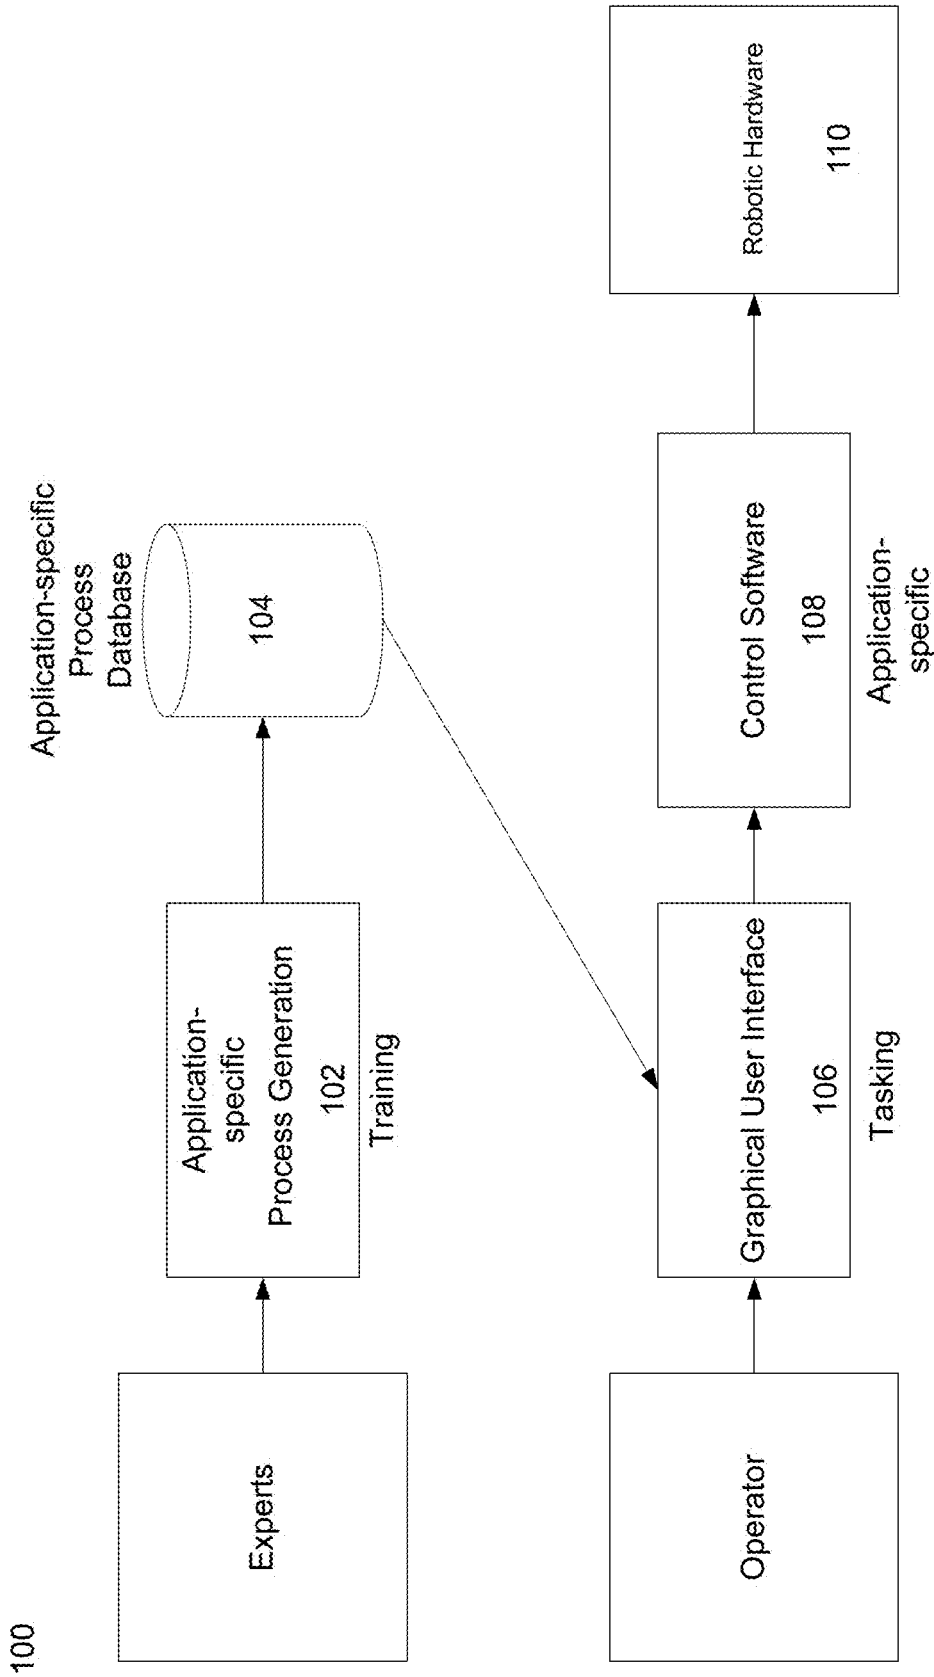 100
Experts
Application-
specific
Process Generation
102
Training
Application-specific
Process
Database
104
Operator
Graphical User Interface
106
Tasking
Control Software
108
Application-
specific
Robotic Hardware
110